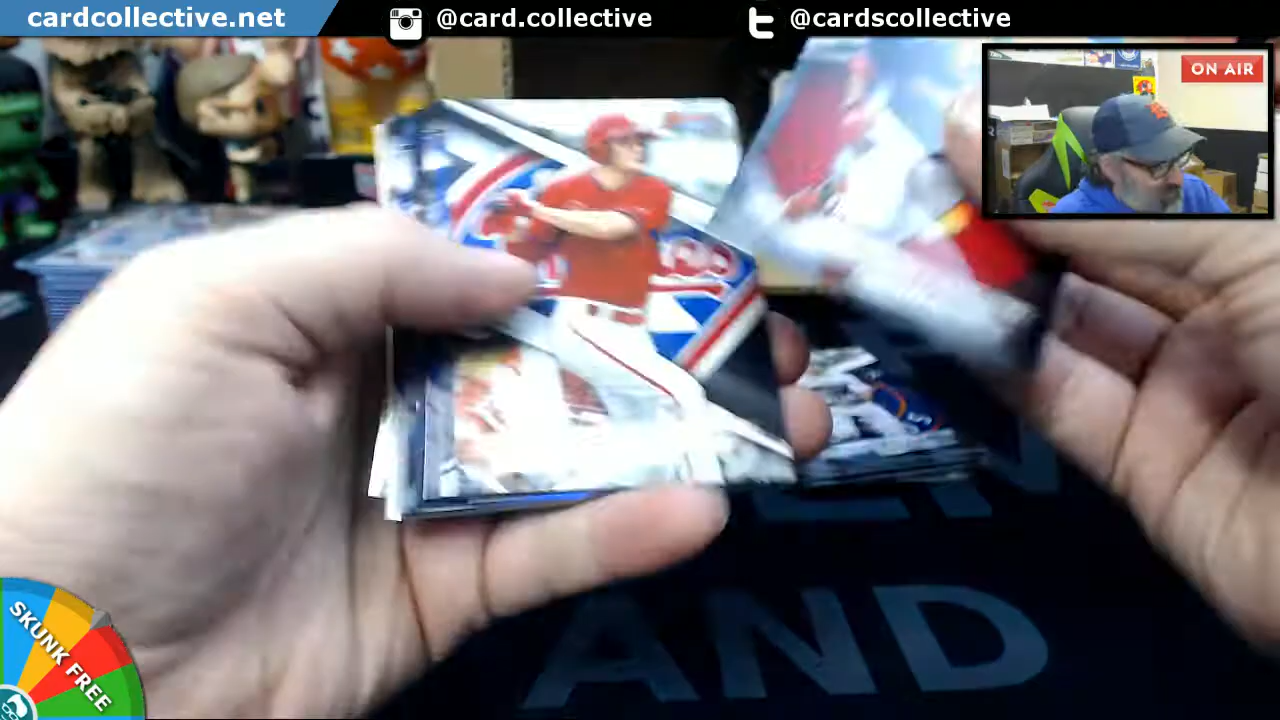 cardcollective.net
@card.collective
@cardscollective
ON AIR
SKUNK FREE
AND